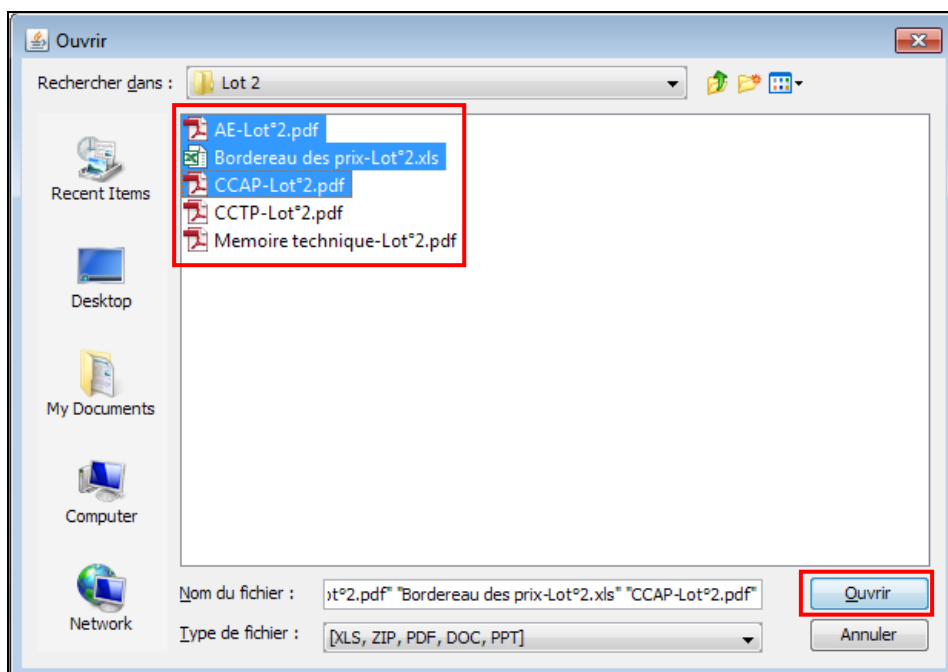 Ouvrir
Rechercher dans :
Lot 2
AE-Lot°2.pdf
Bordereau des prix-Lot°2.xls
CCAP-Lot°2.pdf
CCTP-Lot°2.pdf
Memoire technique-Lot°2.pdf
Recent Items
Desktop
My Documents
Computer
Network
Nom du fichier :
ot°2.pdf" "Bordereau des prix-Lot°2.xls" "CCAP-Lot°2.pdf"
Ouvrir
Type de fichier :
[XLS, ZIP, PDF, DOC, PPT]
Annuler